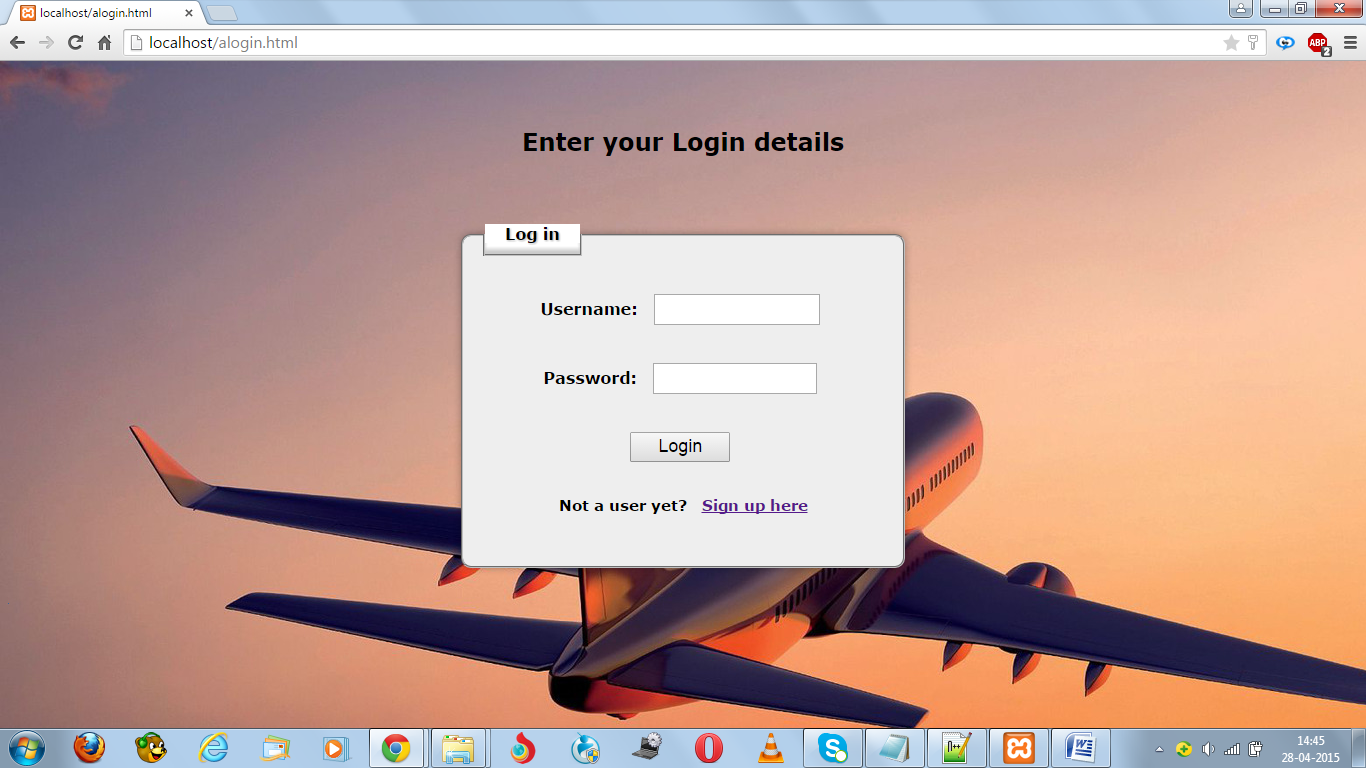 localhost/alogin.html
localhost/alogin.html
ABP
2
Enter your Login details
Log in
Username:
Password:
Login
Not a user yet? Sign up here
14:45
28-04-2015